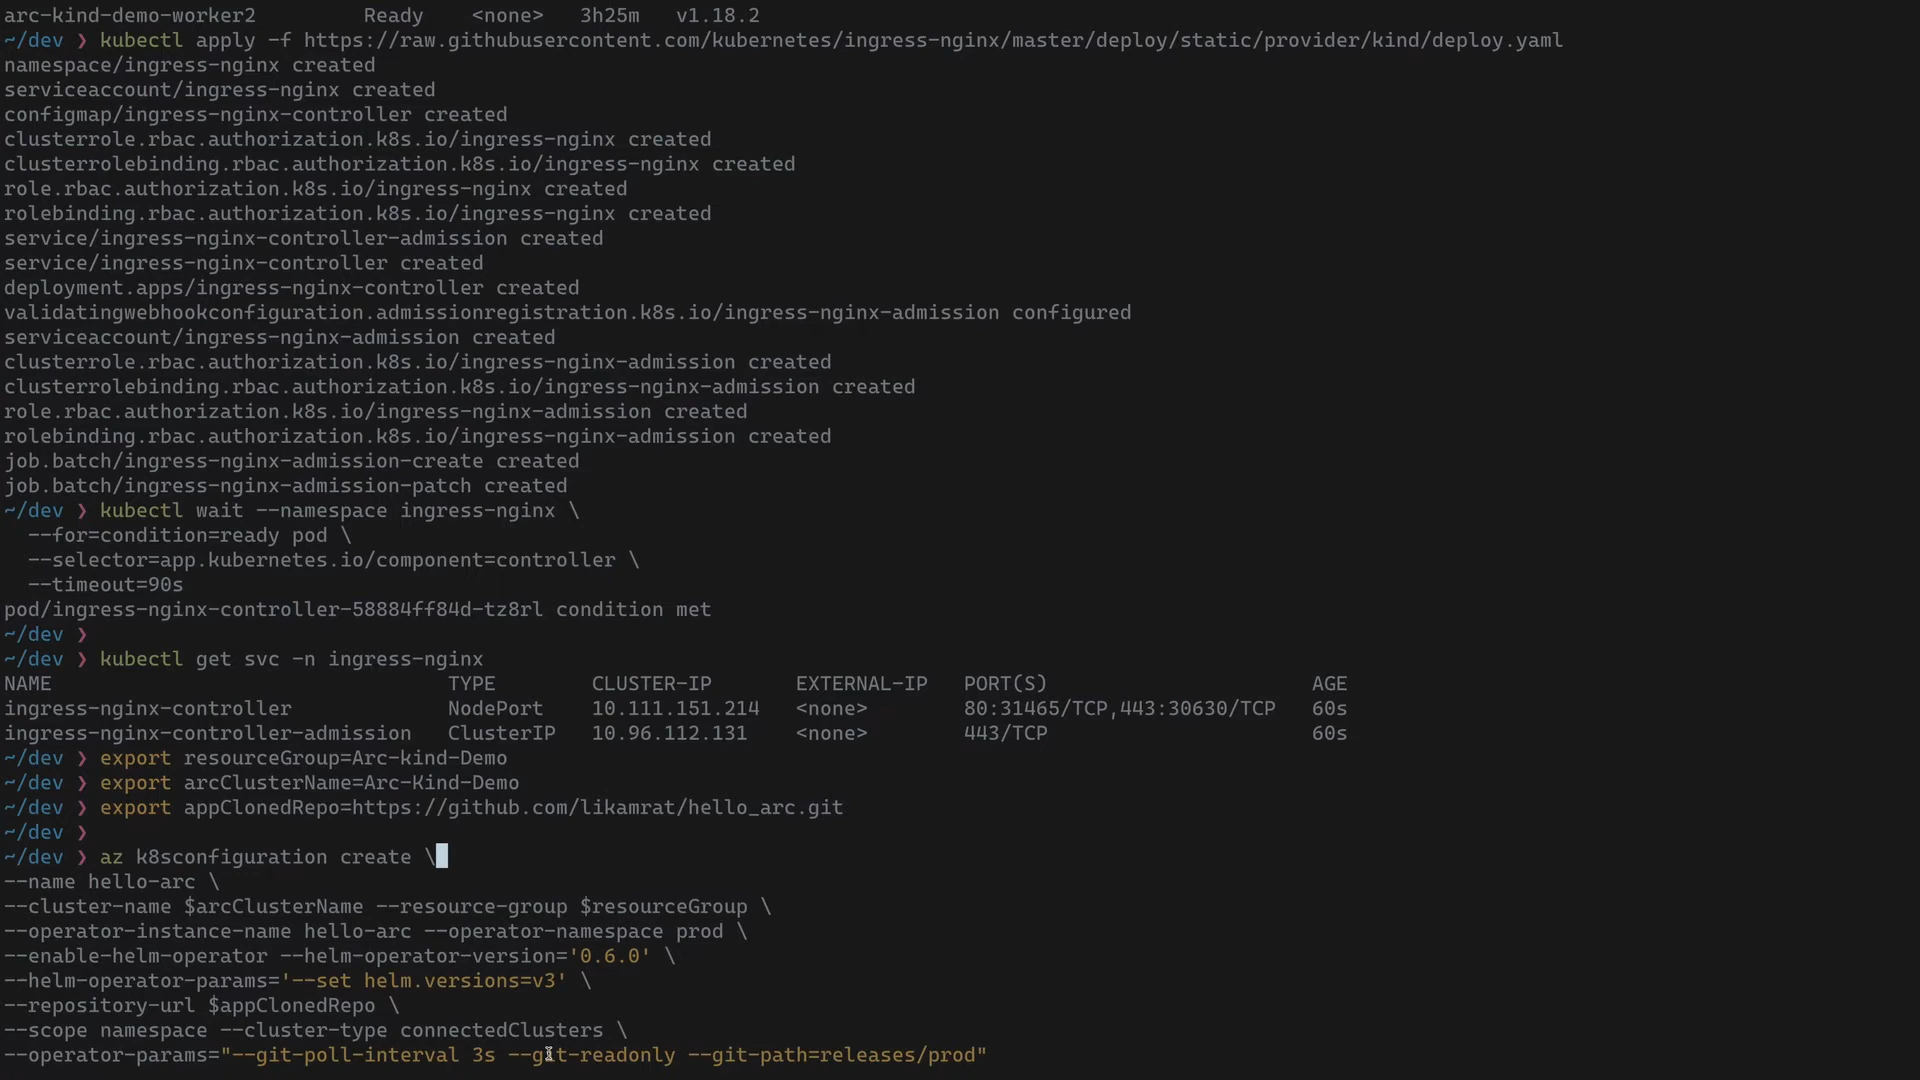 arc-kind-demo-worker2         Ready    <none>   3h25m   v1.18.2
~/dev ❯ kubectl apply -f https://raw.githubusercontent.com/kubernetes/ingress-nginx/master/deploy/static/provider/kind/deploy.yaml
namespace/ingress-nginx created
serviceaccount/ingress-nginx created
configmap/ingress-nginx-controller created
clusterrole.rbac.authorization.k8s.io/ingress-nginx created
clusterrolebinding.rbac.authorization.k8s.io/ingress-nginx created
role.rbac.authorization.k8s.io/ingress-nginx created
rolebinding.rbac.authorization.k8s.io/ingress-nginx created
service/ingress-nginx-controller-admission created
service/ingress-nginx-controller created
deployment.apps/ingress-nginx-controller created
validatingwebhookconfiguration.admissionregistration.k8s.io/ingress-nginx-admission configured
serviceaccount/ingress-nginx-admission created
clusterrole.rbac.authorization.k8s.io/ingress-nginx-admission created
clusterrolebinding.rbac.authorization.k8s.io/ingress-nginx-admission created
role.rbac.authorization.k8s.io/ingress-nginx-admission created
rolebinding.rbac.authorization.k8s.io/ingress-nginx-admission created
job.batch/ingress-nginx-admission-create created
job.batch/ingress-nginx-admission-patch created
~/dev ❯ kubectl wait --namespace ingress-nginx \
  --for=condition=ready pod \
  --selector=app.kubernetes.io/component=controller \
  --timeout=90s
pod/ingress-nginx-controller-58884ff84d-tz8rl condition met
~/dev ❯
~/dev ❯ kubectl get svc -n ingress-nginx
NAME                                 TYPE        CLUSTER-IP       EXTERNAL-IP   PORT(S)                      AGE
ingress-nginx-controller             NodePort    10.111.151.214   <none>        80:31465/TCP,443:30630/TCP   60s
ingress-nginx-controller-admission   ClusterIP   10.96.112.131    <none>        443/TCP                      60s
~/dev ❯ export resourceGroup=Arc-kind-Demo
~/dev ❯ export arcClusterName=Arc-Kind-Demo
~/dev ❯ export appClonedRepo=https://github.com/likamrat/hello_arc.git
~/dev ❯
~/dev ❯ az k8sconfiguration create \
--name hello-arc \
--cluster-name $arcClusterName --resource-group $resourceGroup \
--operator-instance-name hello-arc --operator-namespace prod \
--enable-helm-operator --helm-operator-version='0.6.0' \
--helm-operator-params='--set helm.versions=v3' \
--repository-url $appClonedRepo \
--scope namespace --cluster-type connectedClusters \
--operator-params="--git-poll-interval 3s --git-readonly --git-path=releases/prod"